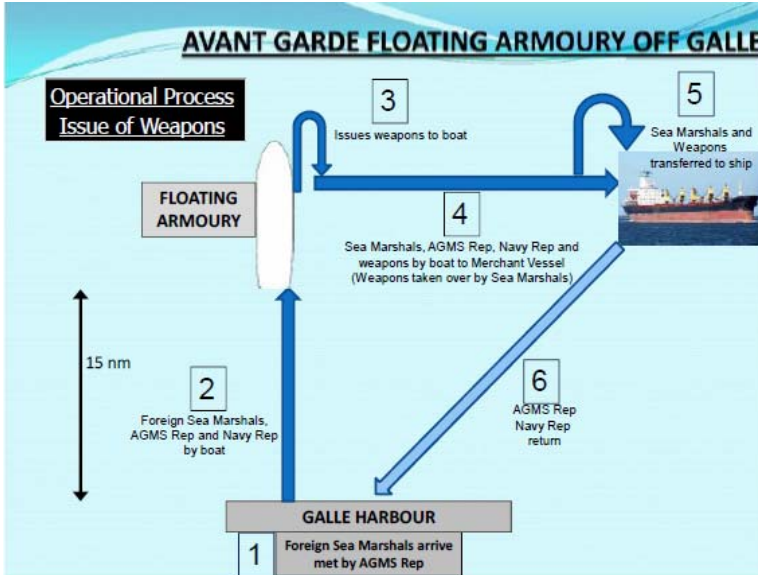 AVANT GARDE FLOATING ARMOURY OFF GALLE
Operational Process
Issue of Weapons
3
Issues weapons to boat
5
Sea Marshals and
Weapons
transferred to ship
FLOATING
ARMOURY
4
Sea Marshals, AGMS Rep, Navy Rep and
weapons by boat to Merchant Vessel
(Weapons taken over by Sea Marshals)
15 nm
2
Foreign Sea Marshals,
AGMS Rep and Navy Rep
by boat
6
AGMS Rep
Navy Rep
return
GALLE HARBOUR
1
Foreign Sea Marshals arrive
met by AGMS Rep